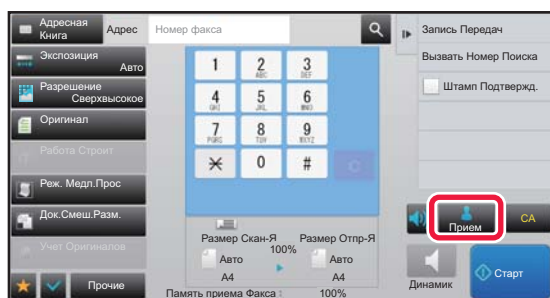 Адресная
Книга
Адрес
Номер факса
Запись Передач
Экспозиция
Авто
Вызвать Номер Поиска
Разрешение
Сверхвысокое
Штамп Подтвержд.
Оригинал
Работа Строит
Реж. Медл.Прос
Док.Смеш.Разм.
Учет Оригиналов
Прочие
1 2 3
ABC DEF
4 5 6
GHI JKL MNO
7 8 9
PQRS TUV WXYZ
0 #
Размер Скан-Я
100%
Размер Отпр-Я
Авто
A4
Авто
A4
Память приема Факса : 100%
Прием
CA
Динамик
Старт